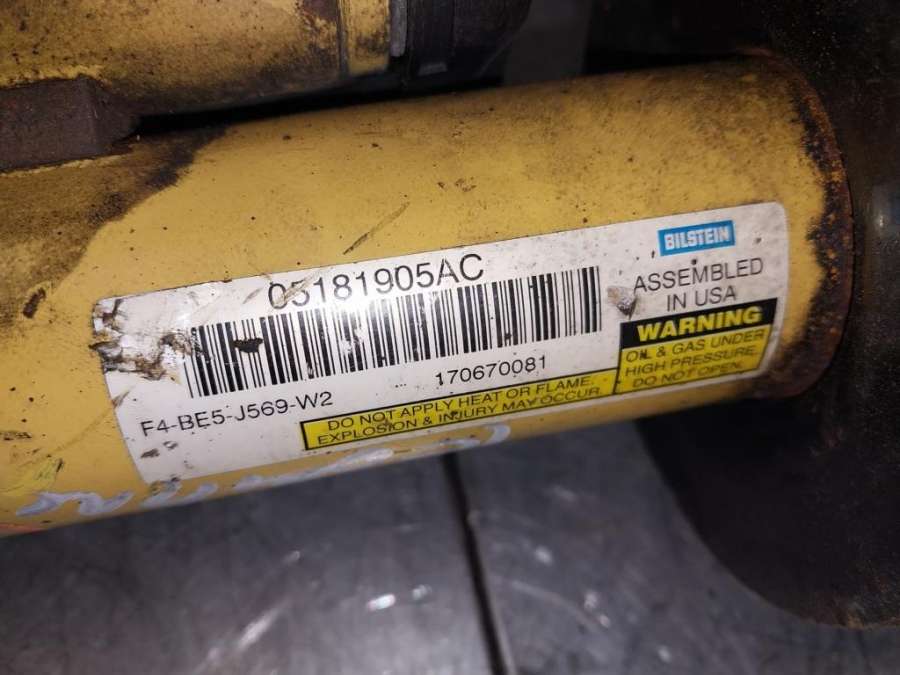 BILSTEIN
05181905AC
ASSEMBLED
IN USA
WARNING
OIL & GAS UNDER
HIGH PRESSURE.
DO NOT OPEN.
170670081
F4-BE5-J569-W2
DO NOT APPLY HEAT OR FLAME.
EXPLOSION & INJURY MAY OCCUR.